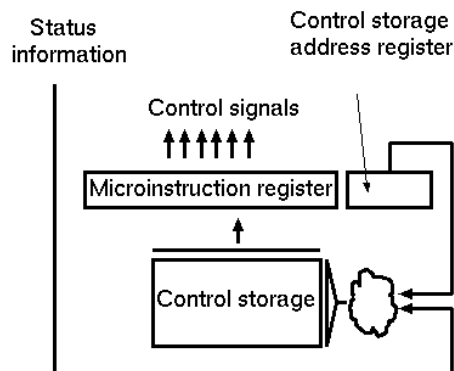 Status
information
Control storage
address register
Control signals
Microinstruction register
Control storage